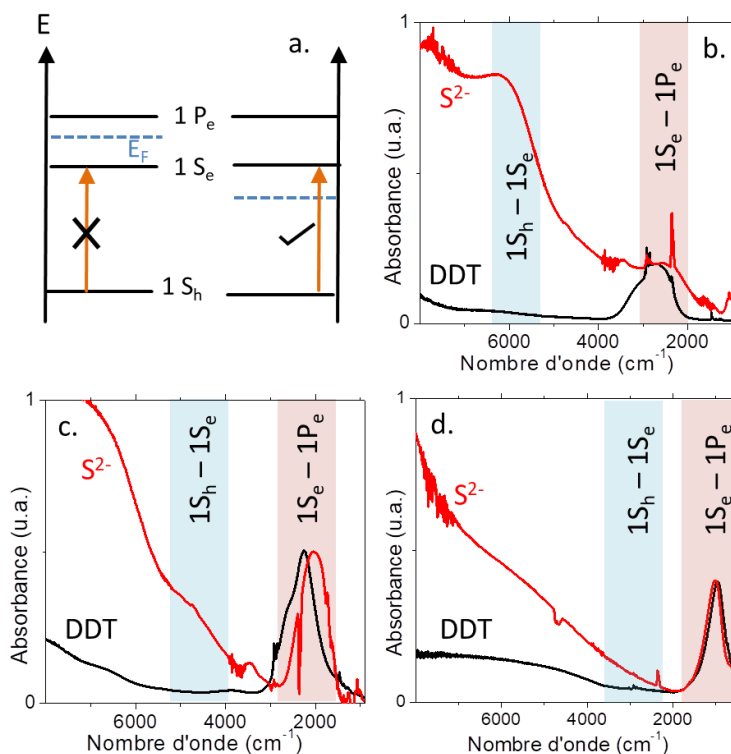 E
a.
1 Pₑ
E_F
1 Sₑ
1 Sₕ
b.
1
S²⁻
DDT
1Sₕ – 1Sₑ
1Sₑ – 1Pₑ
Absorbance (u.a.)
0
6000
4000
2000
Nombre d'onde (cm⁻¹)
c.
1
S²⁻
DDT
1Sₕ – 1Sₑ
1Sₑ – 1Pₑ
Absorbance (u.a.)
0
6000
4000
2000
Nombre d'onde (cm⁻¹)
d.
1
S²⁻
DDT
1Sₕ – 1Sₑ
1Sₑ – 1Pₑ
Absorbance (u.a.)
0
6000
4000
2000
Nombre d'onde (cm⁻¹)